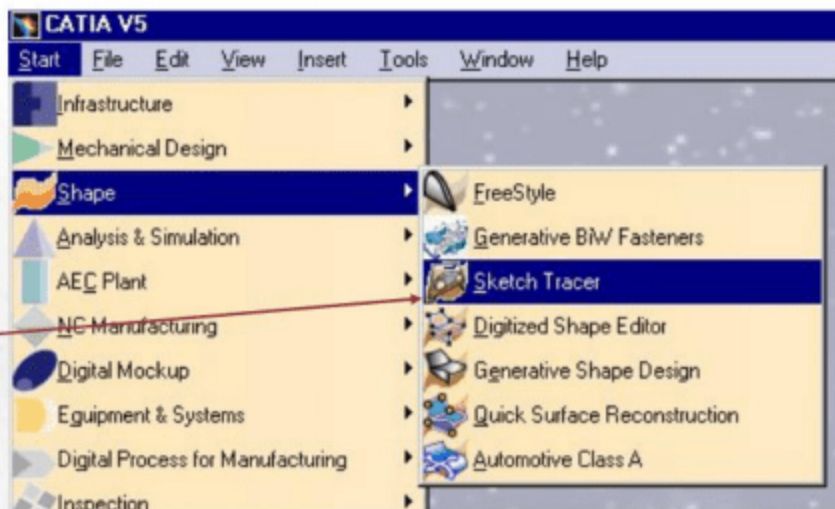 CATIA V5
Start File Edit View Insert Tools Window Help
Infrastructure
Mechanical Design
Shape
Analysis & Simulation
AEC Plant
NC Manufacturing
Digital Mockup
Equipment & Systems
Digital Process for Manufacturing
Inspection
FreeStyle
Generative BiW Fasteners
Sketch Tracer
Digitized Shape Editor
Generative Shape Design
Quick Surface Reconstruction
Automotive Class A